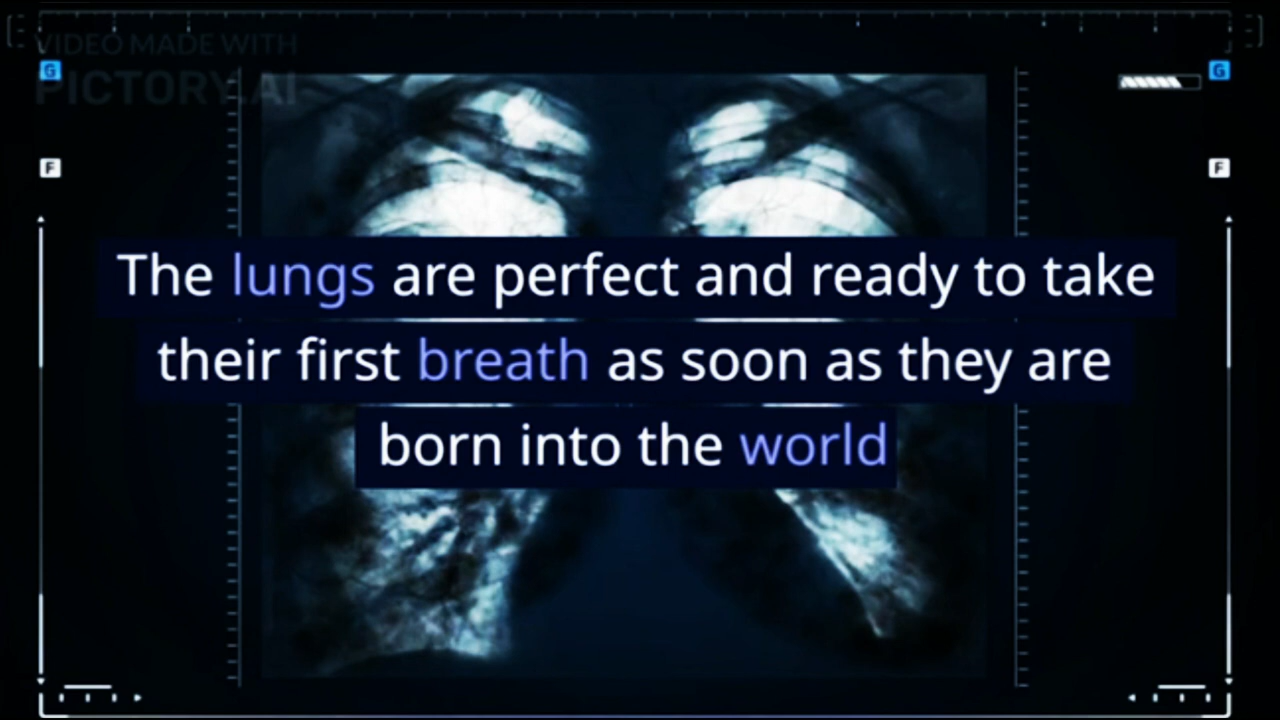 VIDEO MADE WITH
PICTORY.AI
G
G
F
F
The lungs are perfect and ready to take
their first breath as soon as they are
born into the world